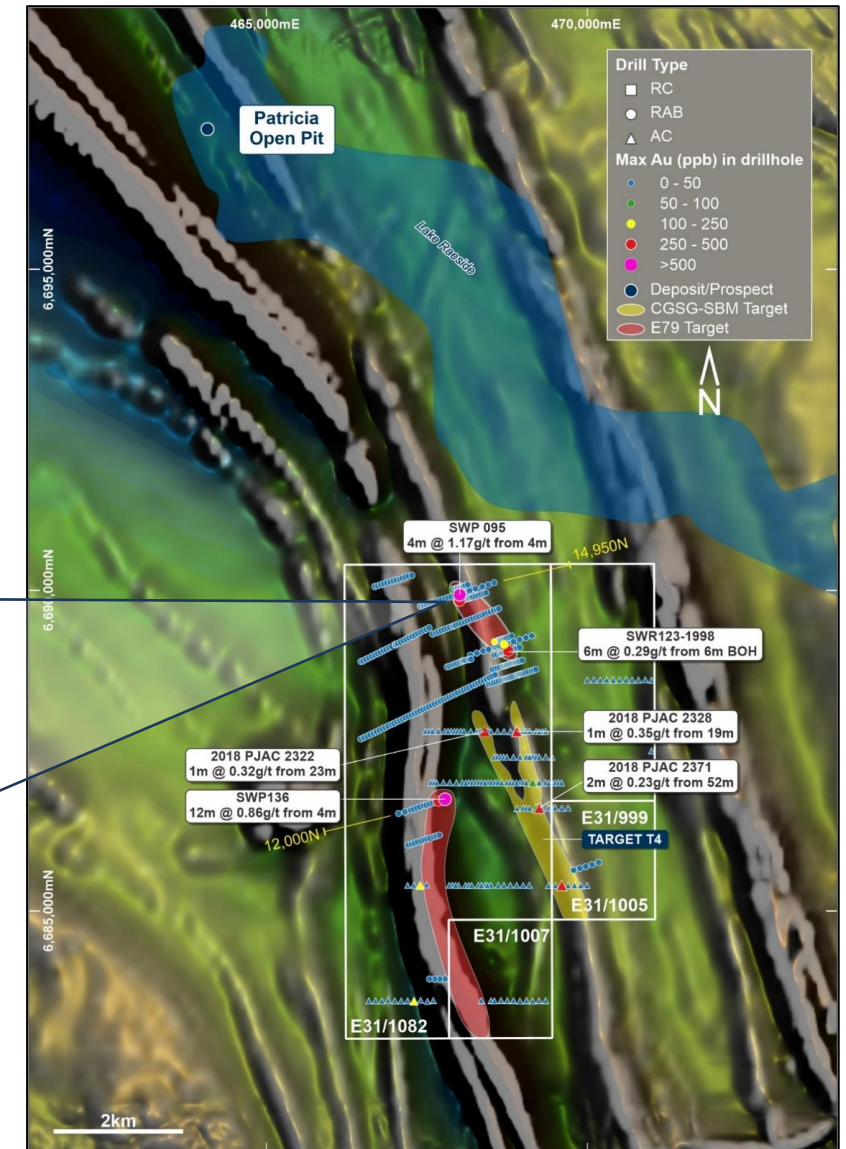 465,000mE
470,000mE
Drill Type
RC
RAB
AC
Max Au (ppb) in drillhole
0 - 50
50 - 100
100 - 250
250 - 500
>500
Deposit/Prospect
CGSG-SBM Target
E79 Target
N
Patricia
Open Pit
Lake Raeside
6,695,000mN
SWP 095
4m @ 1.17g/t from 4m
14,950N
6,690,000mN
SWR123-1998
6m @ 0.29g/t from 6m BOH
2018 PJAC 2328
1m @ 0.35g/t from 19m
2018 PJAC 2322
1m @ 0.32g/t from 23m
2018 PJAC 2371
2m @ 0.23g/t from 52m
SWP136
12m @ 0.86g/t from 4m
12,000N
E31/999
TARGET T4
E31/1005
6,685,000mN
E31/1007
E31/1082
2km